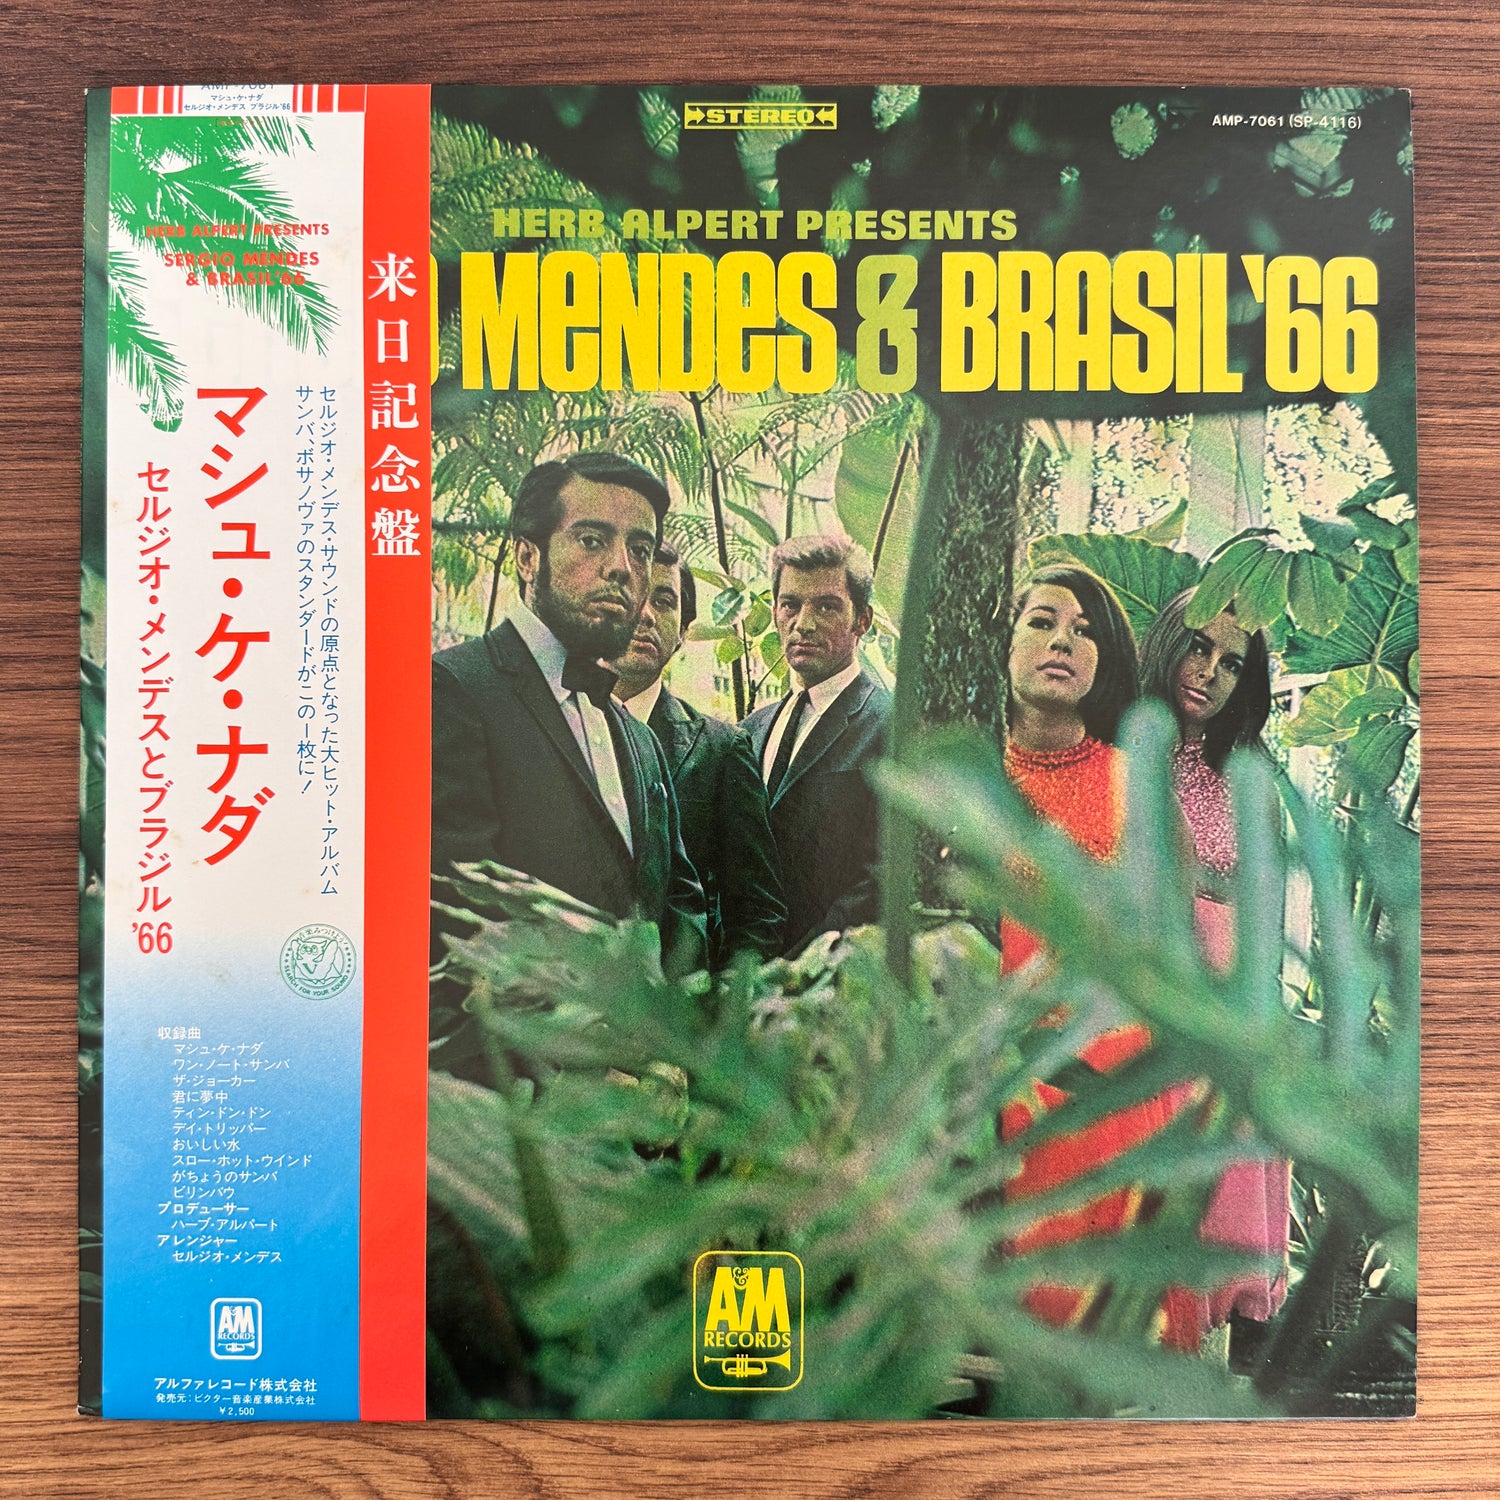 AMP-7061
マシュ・ケ・ナダ
セルジオ・メンデス ブラジル'66
HERB ALPERT PRESENTS
SERGIO MENDES
& BRASIL'66
来日記念盤
セルジオ・メンデス・サウンドの原点となった大ヒット・アルバム
サンバ、ボサノヴァのスタンダードがこの一枚に!
マシュ・ケ・ナダ
セルジオ・メンデスとブラジル'66
SEARCH FOR YOUR SOUND
収録曲
マシュ・ケ・ナダ
ワン・ノート・サンバ
ザ・ジョーカー
君に夢中
ティン・ドン・ドン
デイ・トリッパー
おいしい水
スロー・ホット・ウインド
がちょうのサンバ
ビリンバウ
プロデューサー
ハーブ・アルパート
アレンジャー
セルジオ・メンデス
A&M
RECORDS
アルファレコード株式会社
発売元:ビクター音楽産業株式会社
¥2,500
STEREO
AMP-7061 (SP-4116)
HERB ALPERT PRESENTS
MENDES & BRASIL '66
A&M
RECORDS